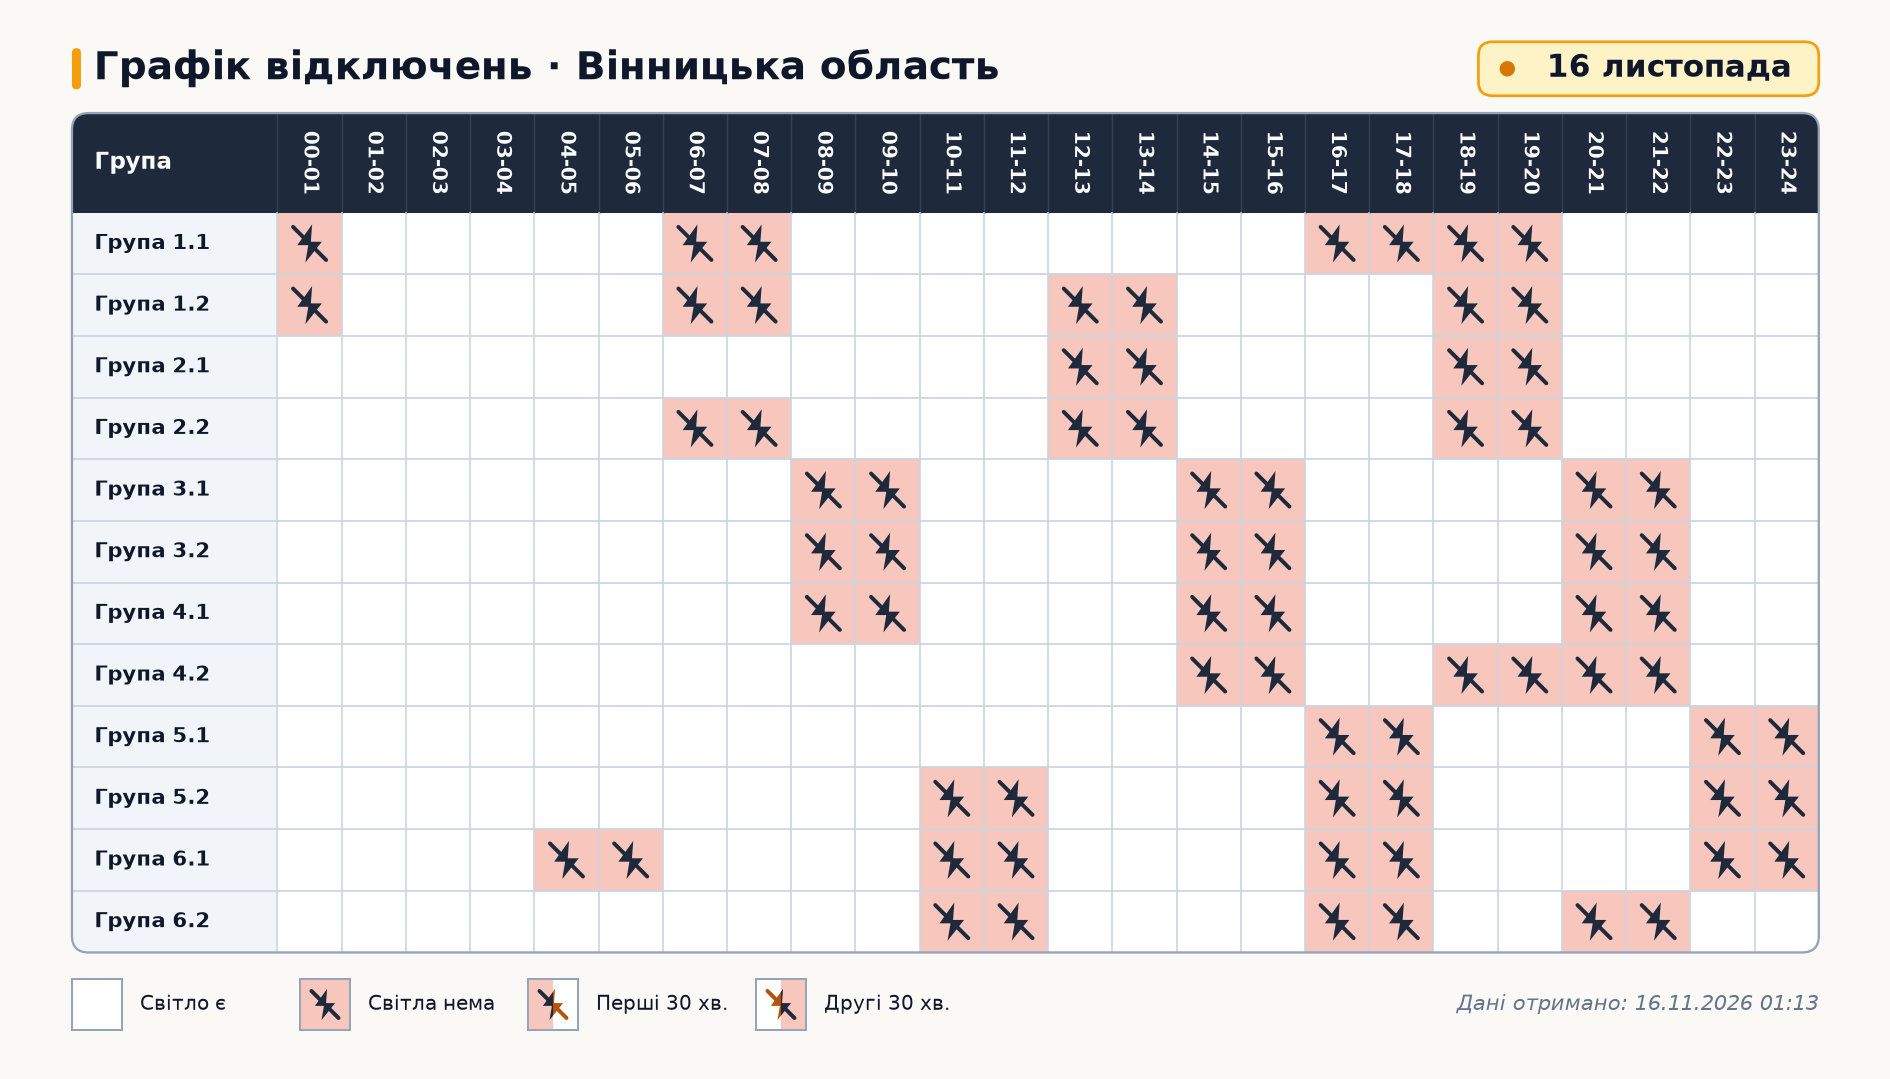 Графік відключень · Вінницька область
16 листопада
Група 00-01 01-02 02-03 03-04 04-05 05-06 06-07 07-08 08-09 09-10 10-11 11-12 12-13 13-14 14-15 15-16 16-17 17-18 18-19 19-20 20-21 21-22 22-23 23-24
Група 1.1
Група 1.2
Група 2.1
Група 2.2
Група 3.1
Група 3.2
Група 4.1
Група 4.2
Група 5.1
Група 5.2
Група 6.1
Група 6.2
Світло є Світла нема Перші 30 хв. Другі 30 хв. Дані отримано: 16.11.2026 01:13